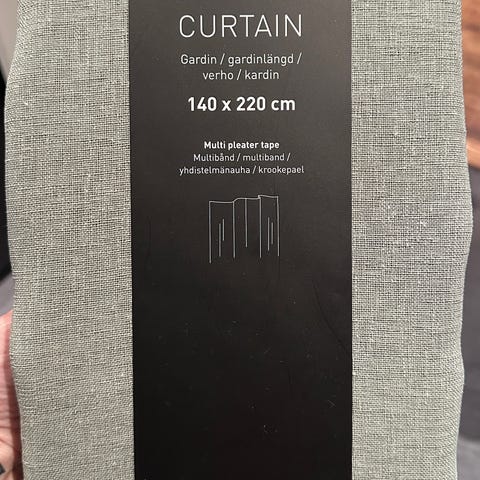 CURTAIN
Gardin / gardinlängd /
verho / kardin
140 x 220 cm
Multi pleater tape
Multibånd / multiband /
yhdistelmänauha / krookepael